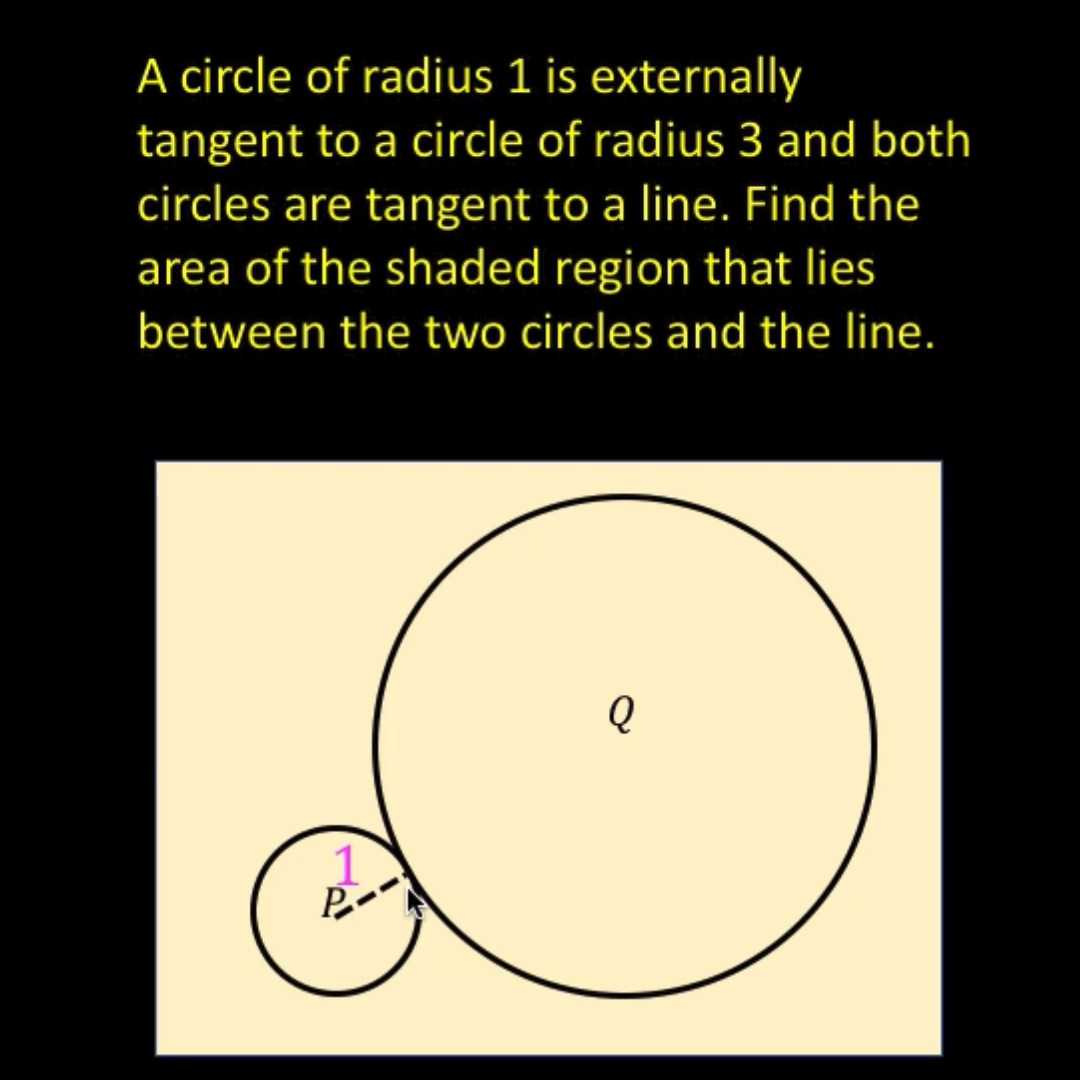 A circle of radius 1 is externally
tangent to a circle of radius 3 and both
circles are tangent to a line. Find the
area of the shaded region that lies
between the two circles and the line.
Q
1
P